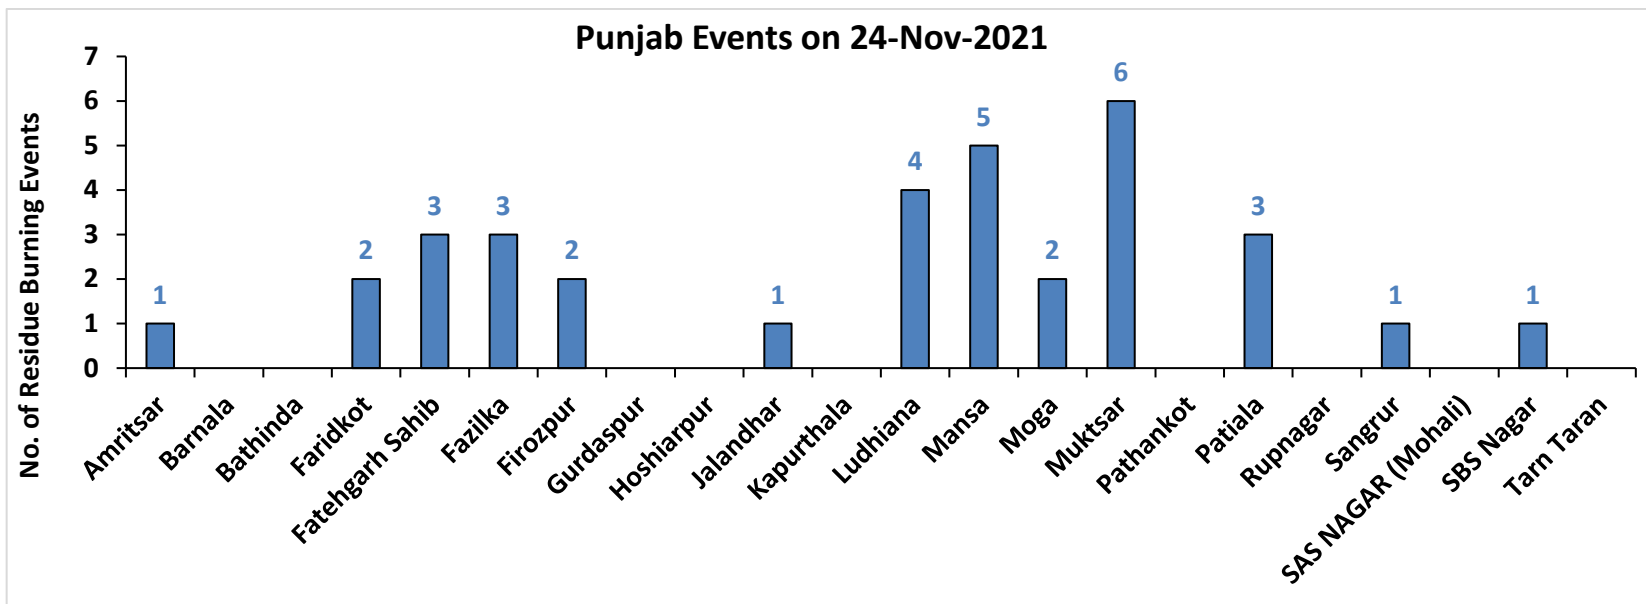 Punjab Events on 24-Nov-2021
No. of Residue Burning Events
7
6
5
4
3
2
1
0
1
2
3
3
2
1
4
5
2
6
3
1
1
Amritsar
Barnala
Bathinda
Faridkot
Fatehgarh Sahib
Fazilka
Firozpur
Gurdaspur
Hoshiarpur
Jalandhar
Kapurthala
Ludhiana
Mansa
Moga
Muktsar
Pathankot
Patiala
Rupnagar
Sangrur
SAS NAGAR (Mohali)
SBS Nagar
Tarn Taran